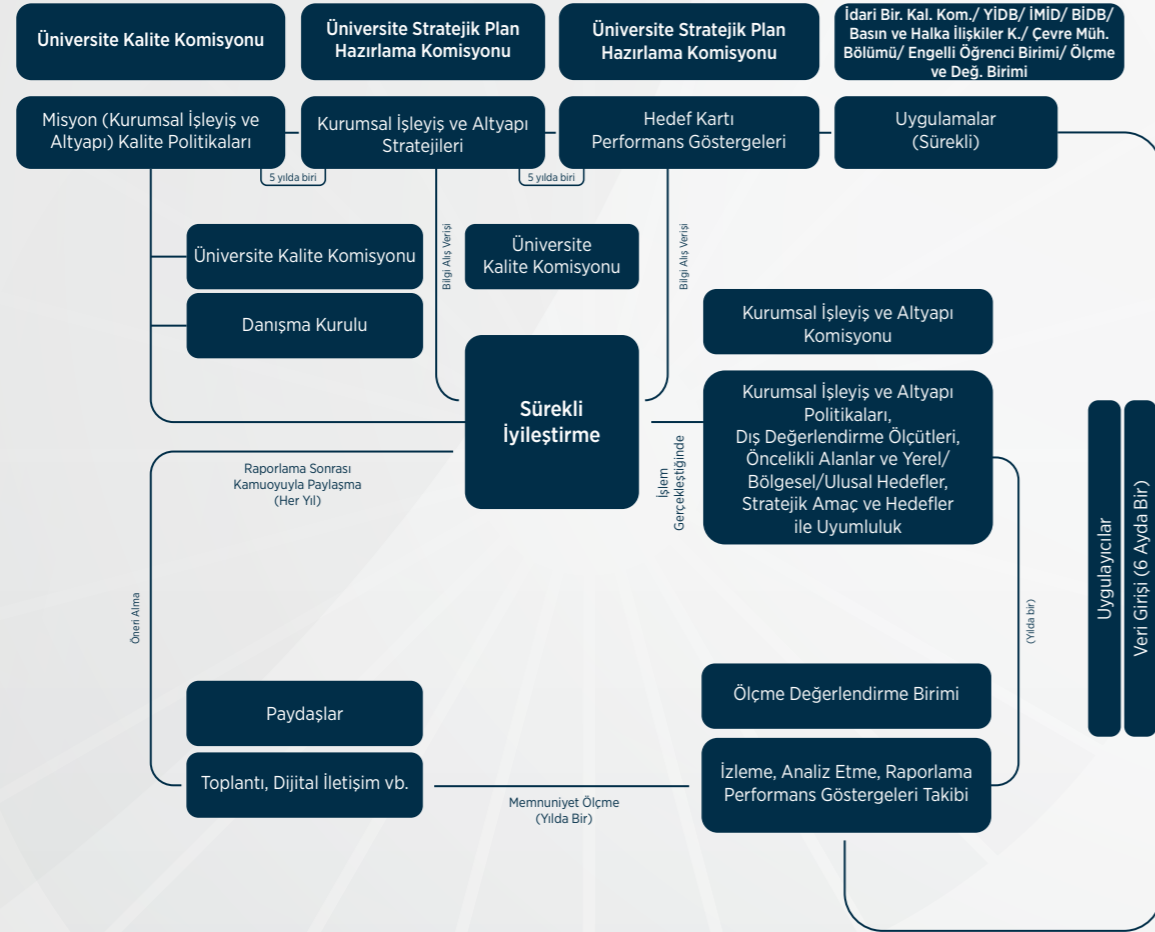 Üniversite Kalite Komisyonu
Üniversite Stratejik Plan
Hazırlama Komisyonu
Üniversite Stratejik Plan
Hazırlama Komisyonu
İdari Bir. Kal. Kom./ YİDB/ İMİD/ BİDB/
Basın ve Halka İlişkiler K./ Çevre Müh.
Bölümü/ Engelli Öğrenci Birimi/ Ölçme
ve Değ. Birimi
Misyon (Kurumsal İşleyiş ve
Altyapı) Kalite Politikaları
Kurumsal İşleyiş ve Altyapı
Stratejileri
Hedef Kartı
Performans Göstergeleri
Uygulamalar
(Sürekli)
5 yılda biri
5 yılda biri
Üniversite Kalite Komisyonu
Danışma Kurulu
Bilgi Alış Verişi
Üniversite
Kalite Komisyonu
Bilgi Alış Verişi
Kurumsal İşleyiş ve Altyapı
Komisyonu
Sürekli
İyileştirme
Kurumsal İşleyiş ve Altyapı
Politikaları,
Dış Değerlendirme Ölçütleri,
Öncelikli Alanlar ve Yerel/
Bölgesel/Ulusal Hedefler,
Stratejik Amaç ve Hedefler
ile Uyumluluk
Raporlama Sonrası
Kamuoyuyla Paylaşma
(Her Yıl)
İşlem
Gerçekleştiğinde
Uygulayıcılar
Veri Girişi (6 Ayda Bir)
Öneri Alma
(Yılda bir)
Paydaşlar
Toplantı, Dijital İletişim vb.
Memnuniyet Ölçme
(Yılda Bir)
Ölçme Değerlendirme Birimi
İzleme, Analiz Etme, Raporlama
Performans Göstergeleri Takibi